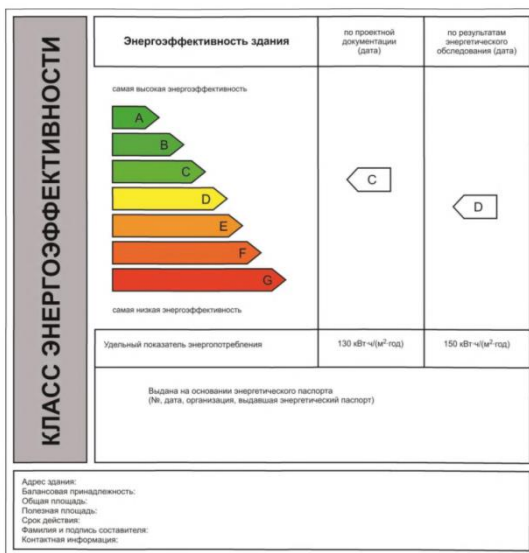 КЛАСС ЭНЕРГОЭФФЕКТИВНОСТИ
Энергоэффективность здания
по проектной
документации
(дата)
по результатам
энергетического
обследования (дата)
самая высокая энергоэффективность
A
B
C
D
E
F
G
C
D
самая низкая энергоэффективность
Удельный показатель энергопотребления
130 кВт·ч/(м²·год)
150 кВт·ч/(м²·год)
Выдана на основании энергетического паспорта
(№, дата, организация, выдавшая энергетический паспорт)
Адрес здания:
Балансовая принадлежность:
Общая площадь:
Полезная площадь:
Срок действия:
Фамилия и подпись составителя:
Контактная информация: